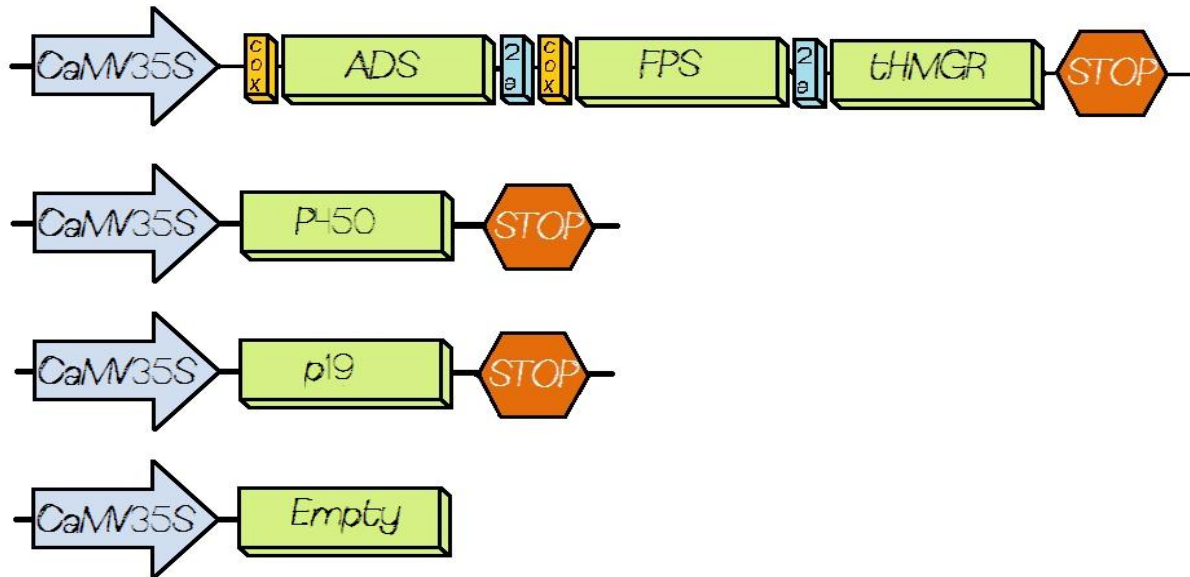 CaMV35S cox ADS 2a cox FPS 2a tHMGR STOP
CaMV35S P450 STOP
CaMV35S p19 STOP
CaMV35S Empty